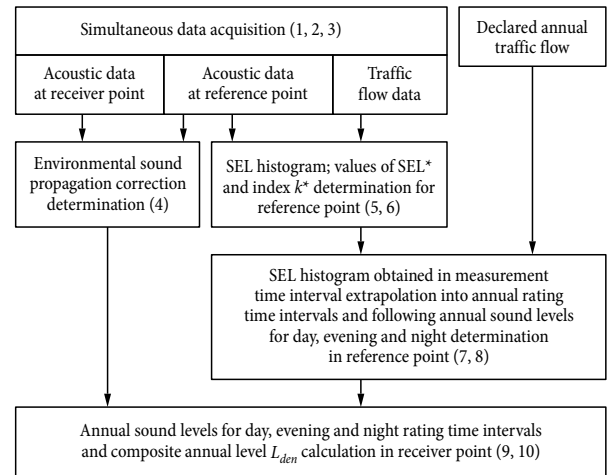 Simultaneous data acquisition (1, 2, 3)
Declared annual
traffic flow
Acoustic data
at receiver point
Acoustic data
at reference point
Traffic
flow data
Environmental sound
propagation correction
determination (4)
SEL histogram; values of SEL*
and index k* determination for
reference point (5, 6)
SEL histogram obtained in measurement
time interval extrapolation into annual rating
time intervals and following annual sound levels
for day, evening and night determination
in reference point (7, 8)
Annual sound levels for day, evening and night rating time intervals
and composite annual level Lden calculation in receiver point (9, 10)